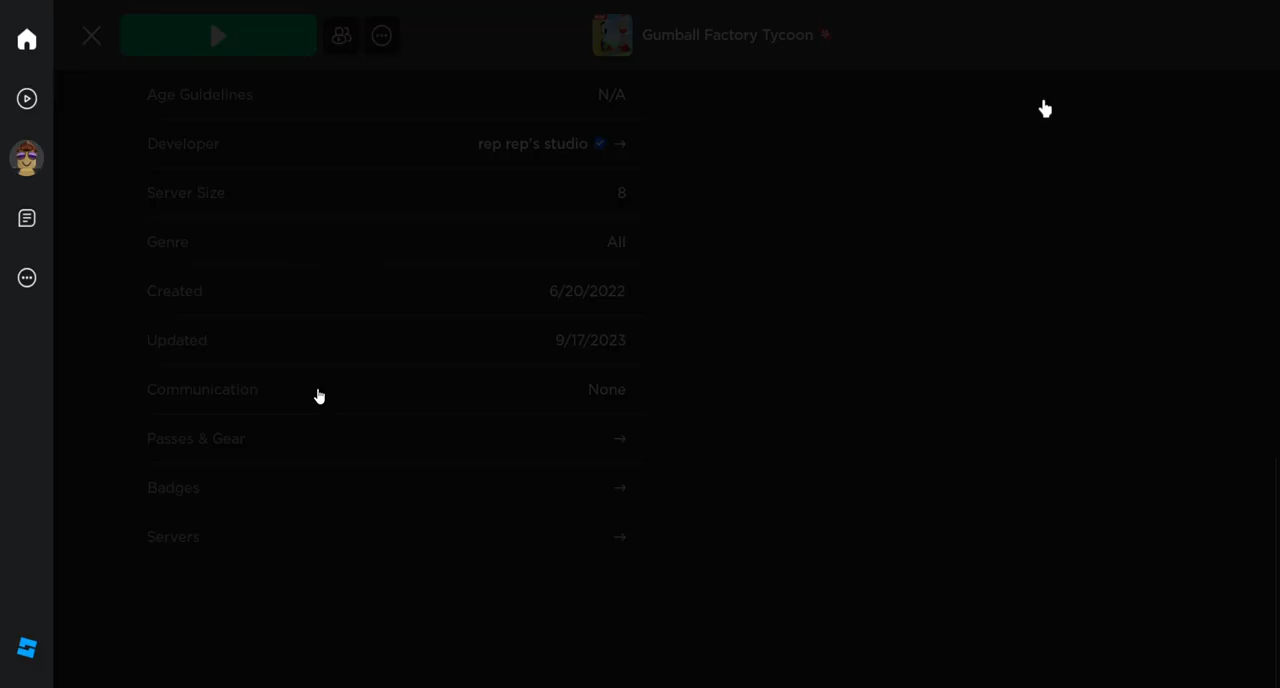 Gumball Factory Tycoon
Age Guidelines N/A
Developer rep rep's studio →
Server Size 8
Genre All
Created 6/20/2022
Updated 9/17/2023
Communication None
Passes & Gear →
Badges →
Servers →